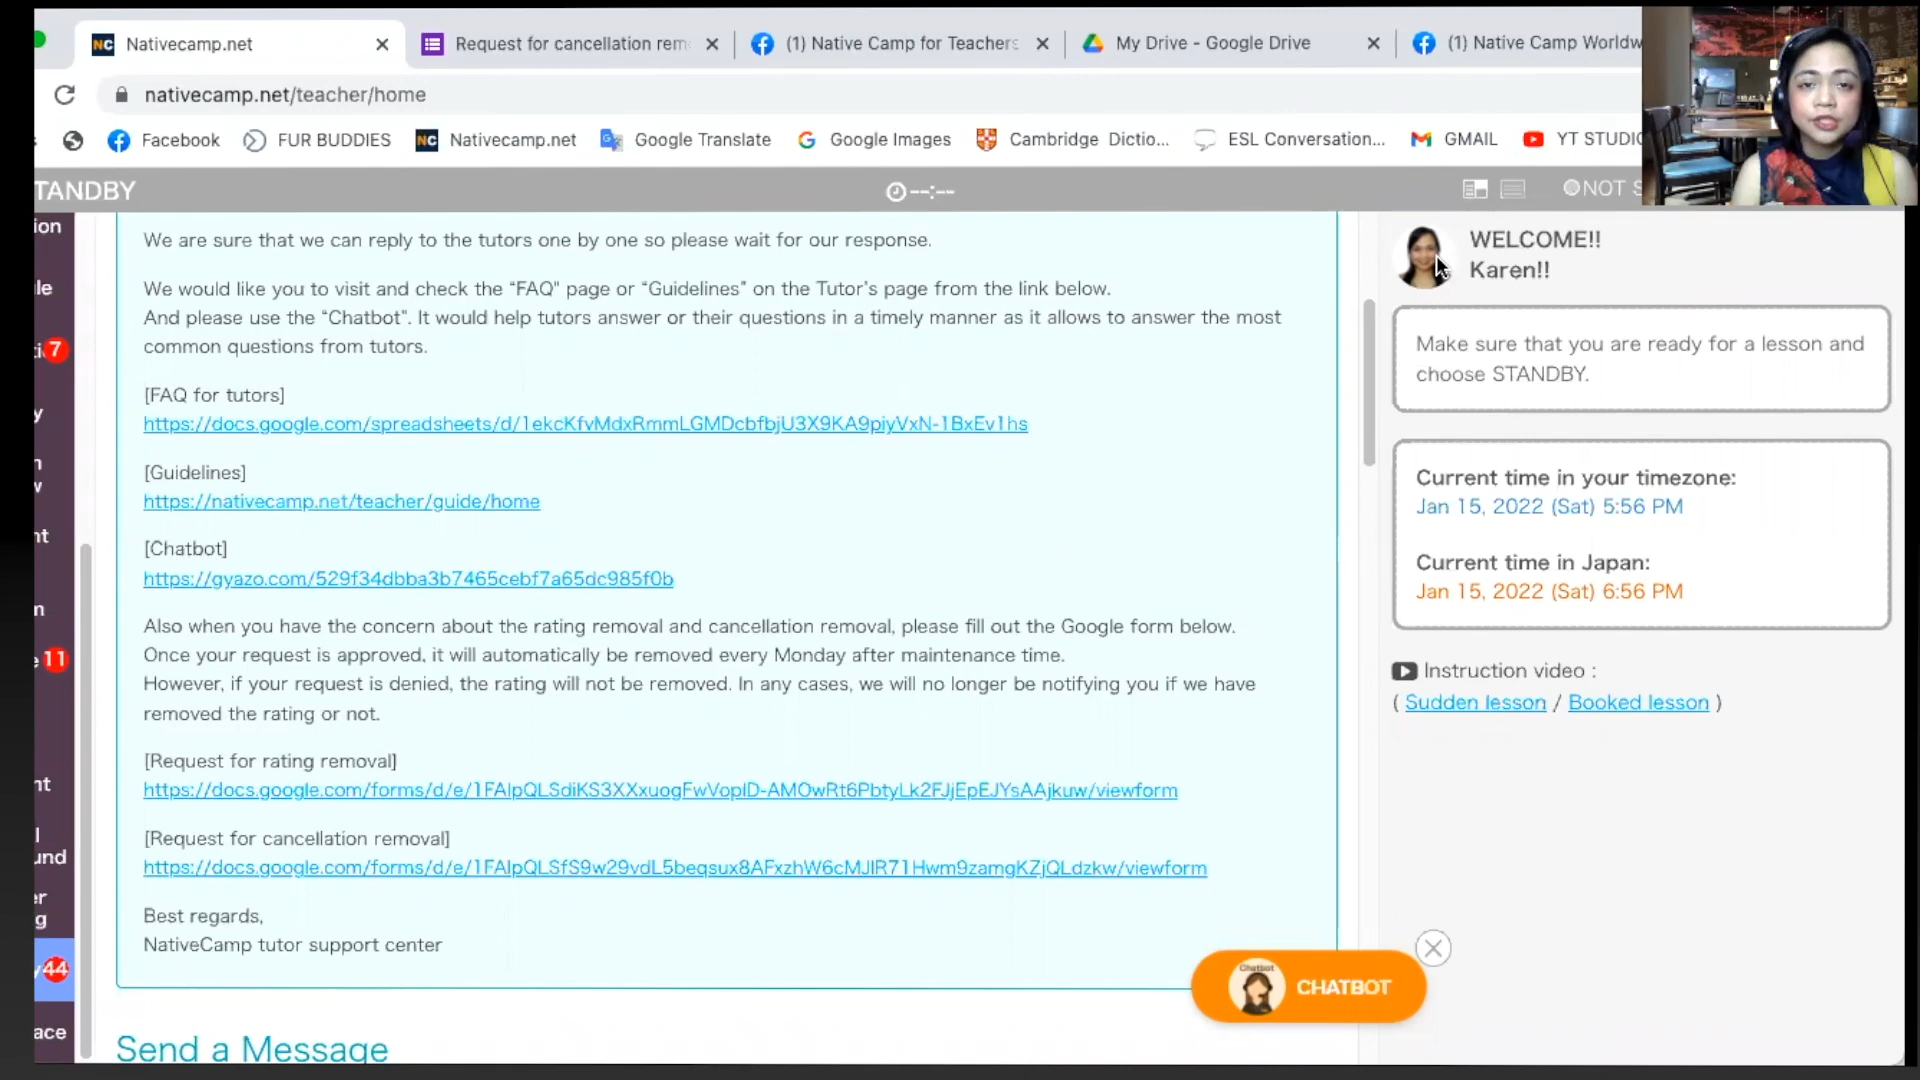 Nativecamp.net
Request for cancellation rem
(1) Native Camp for Teachers
My Drive - Google Drive
(1) Native Camp Worldw
nativecamp.net/teacher/home
Facebook
FUR BUDDIES
Nativecamp.net
Google Translate
Google Images
Cambridge Dictio...
ESL Conversation...
GMAIL
YT STUDIO
TANDBY
--:--
NOT S
ion
le
7
y
n
w
nt
m
e 11
nt
l
und
er
g
y44
ace
We are sure that we can reply to the tutors one by one so please wait for our response.
We would like you to visit and check the “FAQ" page or “Guidelines” on the Tutor's page from the link below.
And please use the “Chatbot”. It would help tutors answer or their questions in a timely manner as it allows to answer the most
common questions from tutors.
[FAQ for tutors]
https://docs.google.com/spreadsheets/d/1ekcKfvMdxRmmLGMDcbfbjU3X9KA9piyVxN-1BxEv1hs
[Guidelines]
https://nativecamp.net/teacher/guide/home
[Chatbot]
https://gyazo.com/529f34dbba3b7465cebf7a65dc985f0b
Also when you have the concern about the rating removal and cancellation removal, please fill out the Google form below.
Once your request is approved, it will automatically be removed every Monday after maintenance time.
However, if your request is denied, the rating will not be removed. In any cases, we will no longer be notifying you if we have
removed the rating or not.
[Request for rating removal]
https://docs.google.com/forms/d/e/1FAIpQLSdiKS3XXxuogFwVopID-AMOwRt6PbtyLk2FJjEpEJYsAAjkuw/viewform
[Request for cancellation removal]
https://docs.google.com/forms/d/e/1FAIpQLSfS9w29vdL5beqsux8AFxzhW6cMJIR71Hwm9zamgKZjQLdzkw/viewform
Best regards,
NativeCamp tutor support center
Send a Message
WELCOME!!
Karen!!
Make sure that you are ready for a lesson and
choose STANDBY.
Current time in your timezone:
Jan 15, 2022 (Sat) 5:56 PM
Current time in Japan:
Jan 15, 2022 (Sat) 6:56 PM
Instruction video :
( Sudden lesson / Booked lesson )
Chatbot
CHATBOT